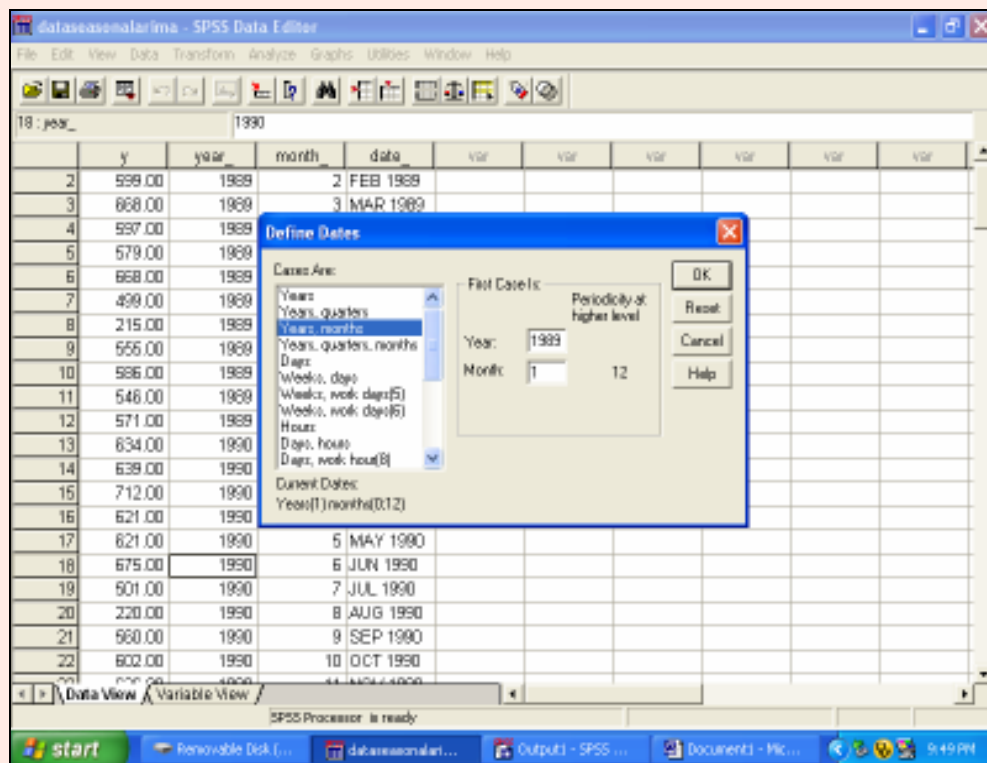 dataseasonalarima - SPSS Data Editor
File Edit View Data Transform Analyze Graphs Utilities Window Help
18 : year_ 1990
y year_ month_ date_ var var var var var var
2 599.00 1989 2 FEB 1989
3 668.00 1989 3 MAR 1989
4 597.00 1989
5 579.00 1989
6 668.00 1989
7 499.00 1989
8 215.00 1989
9 555.00 1989
10 586.00 1989
11 546.00 1989
12 571.00 1989
13 634.00 1990
14 639.00 1990
15 712.00 1990
16 621.00 1990
17 621.00 1990 5 MAY 1990
18 675.00 1990 6 JUN 1990
19 501.00 1990 7 JUL 1990
20 220.00 1990 8 AUG 1990
21 560.00 1990 9 SEP 1990
22 602.00 1990 10 OCT 1990
Define Dates
Cases Are:
Years
Years, quarters
Years, months
Years, quarters, months
Days
Weeks, days
Weeks, work days(5)
Weeks, work days(6)
Hours
Days, hours
Days, work hour(8)
Current Dates:
Years(1) months(0;12)
First Case Is:
Periodicity at
higher level
Year: 1989
Month: 1 12
OK
Reset
Cancel
Help
Data View Variable View
SPSS Processor is ready
start Removable Disk (... dataseasonalari... Output1 - SPSS ... Document1 - Mic... 9:49 PM